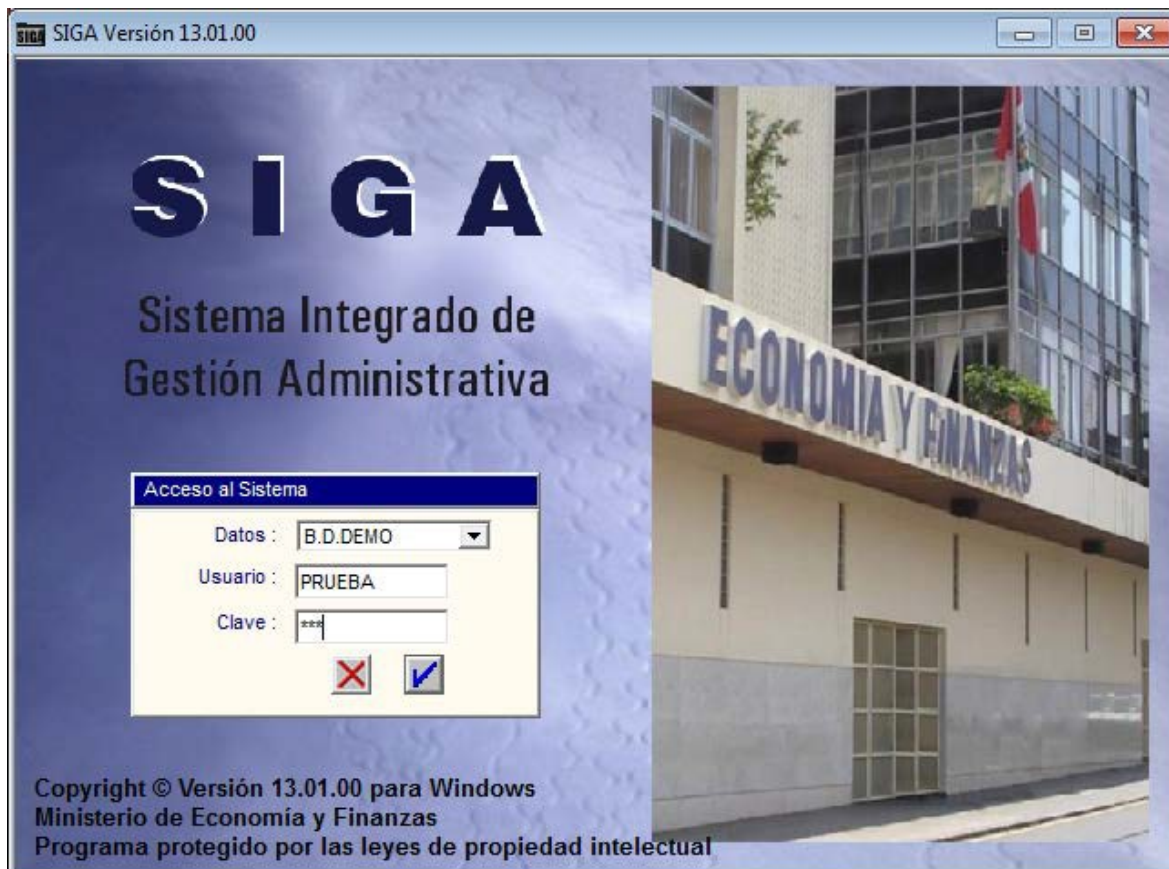 SIGA SIGA Versión 13.01.00
SIGA
Sistema Integrado de
Gestión Administrativa
ECONOMIA Y FINANZAS
Acceso al Sistema
Datos : B.D.DEMO
Usuario : PRUEBA
Clave : ***
Copyright © Versión 13.01.00 para Windows
Ministerio de Economía y Finanzas
Programa protegido por las leyes de propiedad intelectual